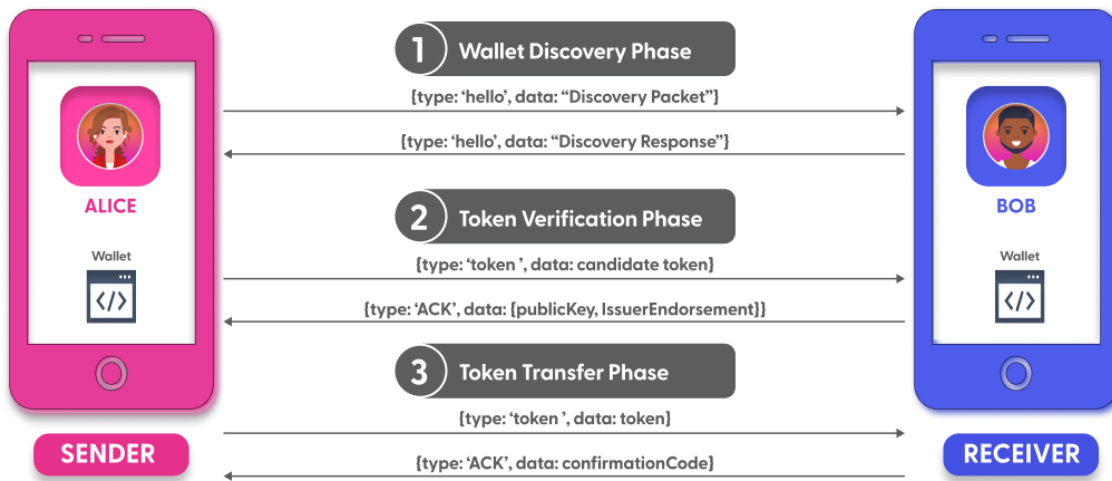 1 Wallet Discovery Phase
{type: ‘hello’, data: “Discovery Packet”}
{type: ‘hello’, data: “Discovery Response”}
ALICE
BOB
2 Token Verification Phase
Wallet
Wallet
{type: ‘token ’, data: candidate token}
</>
</>
{type: ‘ACK’, data: {publicKey, IssuerEndorsement}}
3 Token Transfer Phase
{type: ‘token ’, data: token}
SENDER
RECEIVER
{type: ‘ACK’, data: confirmationCode}